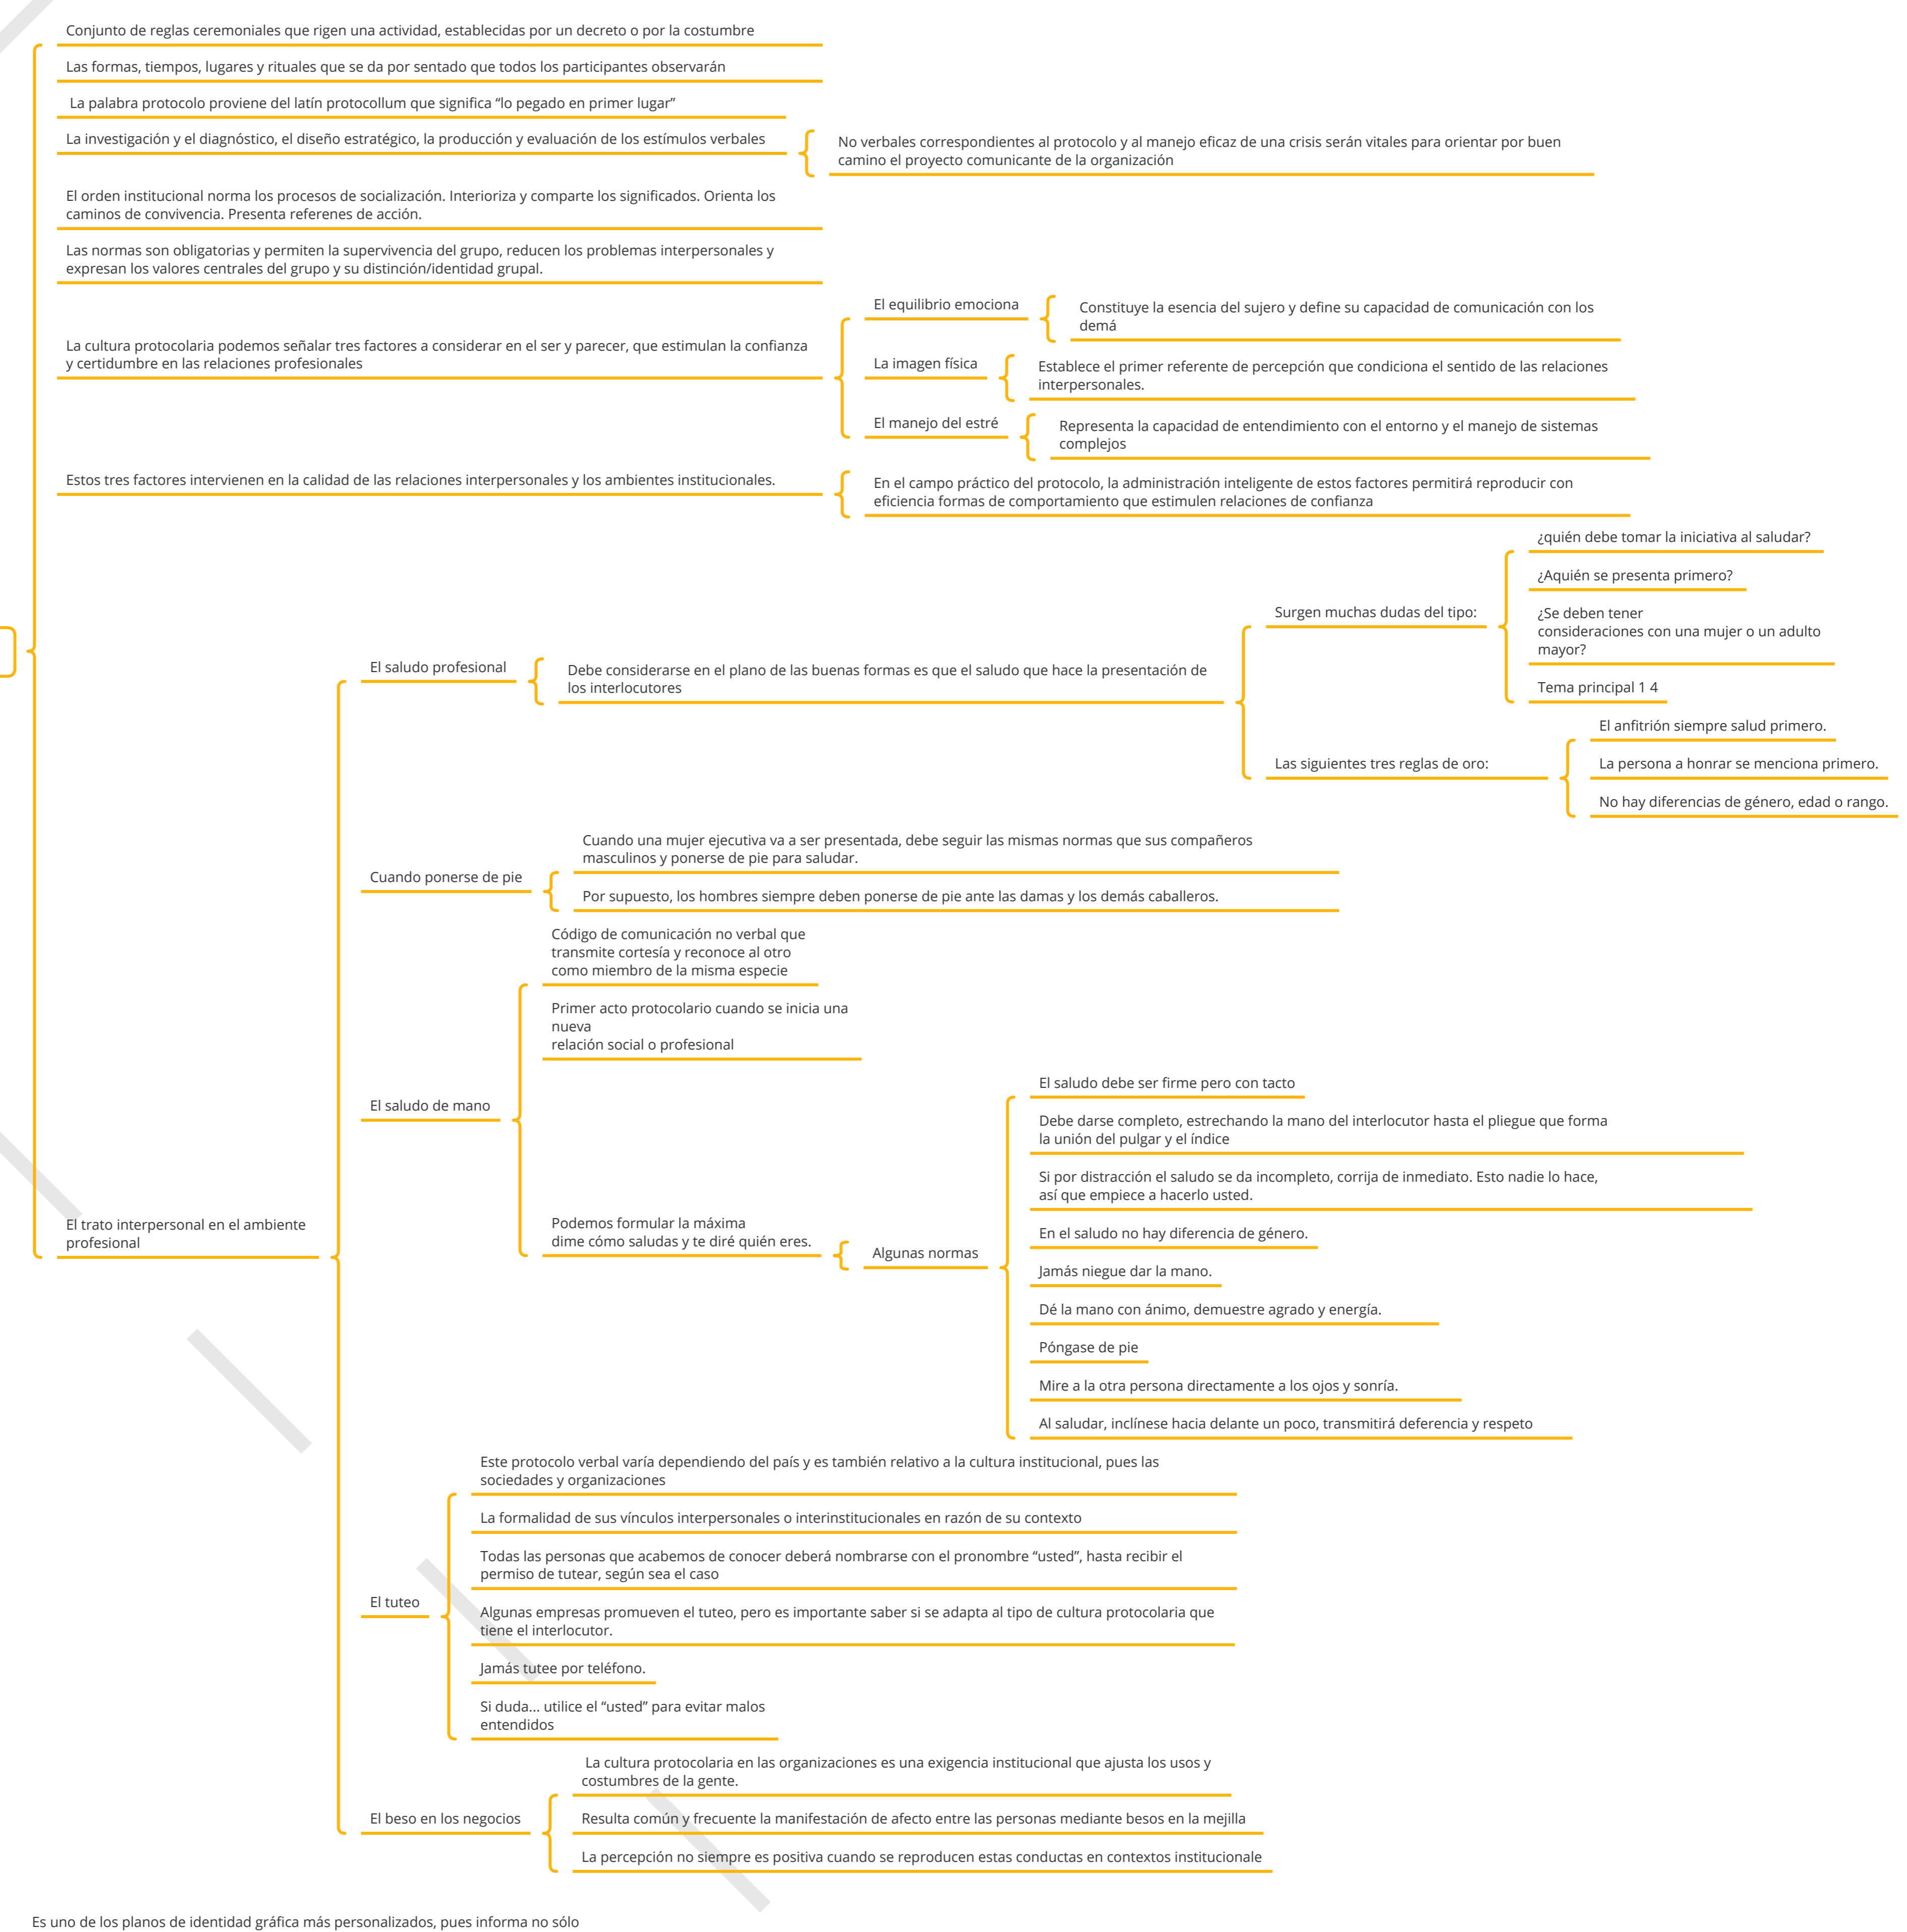 Conjunto de reglas ceremoniales que rigen una actividad, establecidas por un decreto o por la costumbre
Las formas, tiempos, lugares y rituales que se da por sentado que todos los participantes observarán
La palabra protocolo proviene del latín protocollum que significa “lo pegado en primer lugar”
La investigación y el diagnóstico, el diseño estratégico, la producción y evaluación de los estímulos verbales
No verbales correspondientes al protocolo y al manejo eficaz de una crisis serán vitales para orientar por buen
camino el proyecto comunicante de la organización
El orden institucional norma los procesos de socialización. Interioriza y comparte los significados. Orienta los
caminos de convivencia. Presenta referenes de acción.
Las normas son obligatorias y permiten la supervivencia del grupo, reducen los problemas interpersonales y
expresan los valores centrales del grupo y su distinción/identidad grupal.
La cultura protocolaria podemos señalar tres factores a considerar en el ser y parecer, que estimulan la confianza
y certidumbre en las relaciones profesionales
El equilibrio emociona
Constituye la esencia del sujero y define su capacidad de comunicación con los
demá
La imagen física
Establece el primer referente de percepción que condiciona el sentido de las relaciones
interpersonales.
El manejo del estré
Representa la capacidad de entendimiento con el entorno y el manejo de sistemas
complejos
Estos tres factores intervienen en la calidad de las relaciones interpersonales y los ambientes institucionales.
En el campo práctico del protocolo, la administración inteligente de estos factores permitirá reproducir con
eficiencia formas de comportamiento que estimulen relaciones de confianza
El trato interpersonal en el ambiente
profesional
El saludo profesional
Debe considerarse en el plano de las buenas formas es que el saludo que hace la presentación de
los interlocutores
Surgen muchas dudas del tipo:
¿quién debe tomar la iniciativa al saludar?
¿Aquién se presenta primero?
¿Se deben tener
consideraciones con una mujer o un adulto
mayor?
Tema principal 1 4
Las siguientes tres reglas de oro:
El anfitrión siempre salud primero.
La persona a honrar se menciona primero.
No hay diferencias de género, edad o rango.
Cuando ponerse de pie
Cuando una mujer ejecutiva va a ser presentada, debe seguir las mismas normas que sus compañeros
masculinos y ponerse de pie para saludar.
Por supuesto, los hombres siempre deben ponerse de pie ante las damas y los demás caballeros.
El saludo de mano
Código de comunicación no verbal que
transmite cortesía y reconoce al otro
como miembro de la misma especie
Primer acto protocolario cuando se inicia una
nueva
relación social o profesional
Podemos formular la máxima
dime cómo saludas y te diré quién eres.
Algunas normas
El saludo debe ser firme pero con tacto
Debe darse completo, estrechando la mano del interlocutor hasta el pliegue que forma
la unión del pulgar y el índice
Si por distracción el saludo se da incompleto, corrija de inmediato. Esto nadie lo hace,
así que empiece a hacerlo usted.
En el saludo no hay diferencia de género.
Jamás niegue dar la mano.
Dé la mano con ánimo, demuestre agrado y energía.
Póngase de pie
Mire a la otra persona directamente a los ojos y sonría.
Al saludar, inclínese hacia delante un poco, transmitirá deferencia y respeto
El tuteo
Este protocolo verbal varía dependiendo del país y es también relativo a la cultura institucional, pues las
sociedades y organizaciones
La formalidad de sus vínculos interpersonales o interinstitucionales en razón de su contexto
Todas las personas que acabemos de conocer deberá nombrarse con el pronombre “usted”, hasta recibir el
permiso de tutear, según sea el caso
Algunas empresas promueven el tuteo, pero es importante saber si se adapta al tipo de cultura protocolaria que
tiene el interlocutor.
Jamás tutee por teléfono.
Si duda... utilice el “usted” para evitar malos
entendidos
El beso en los negocios
La cultura protocolaria en las organizaciones es una exigencia institucional que ajusta los usos y
costumbres de la gente.
Resulta común y frecuente la manifestación de afecto entre las personas mediante besos en la mejilla
La percepción no siempre es positiva cuando se reproducen estas conductas en contextos institucionale
Es uno de los planos de identidad gráfica más personalizados, pues informa no sólo